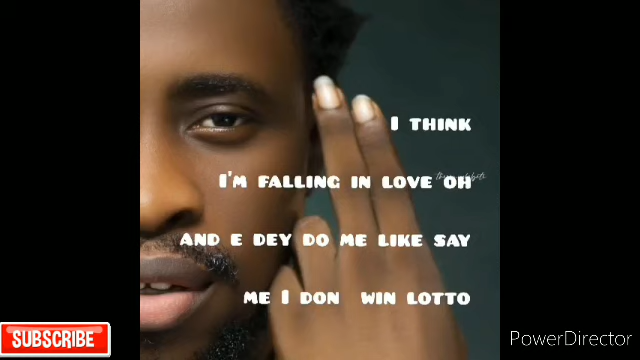 I THINK
I'M FALLING IN LOVE OH
AND E DEY DO ME LIKE SAY
ME I DON WIN LOTTO
SUBSCRIBE
PowerDirector